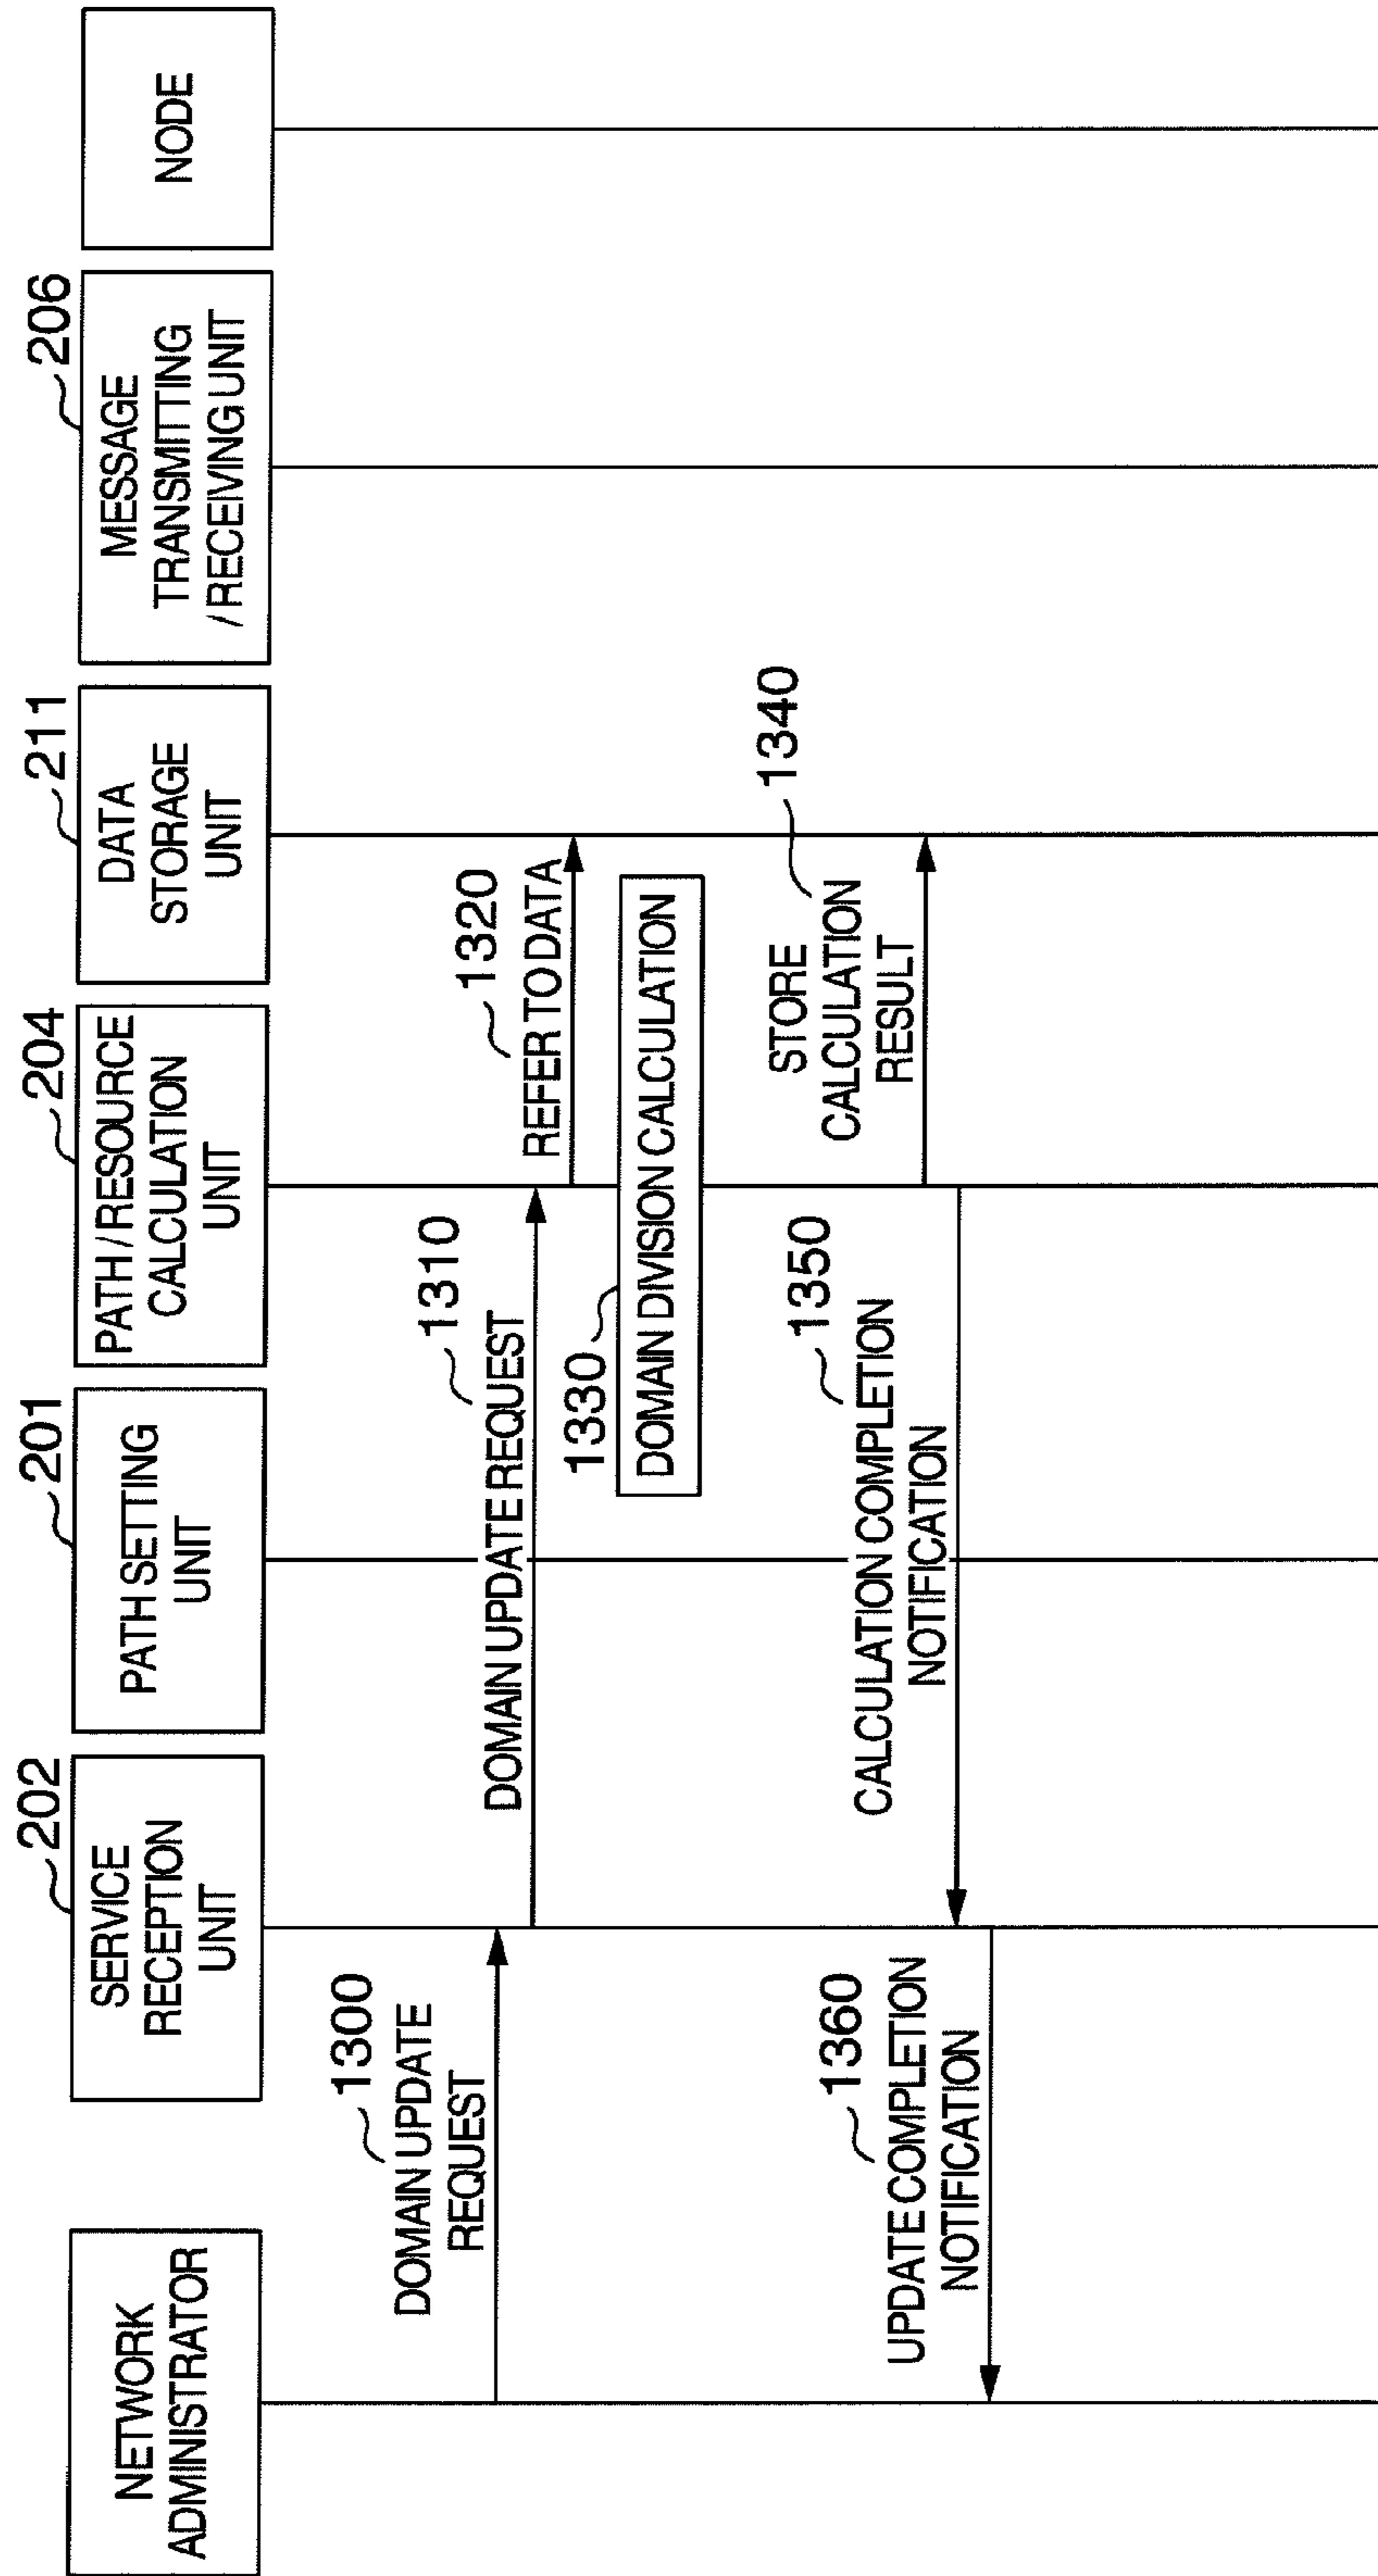 NETWORK
ADMINISTRATOR
202
SERVICE
RECEPTION
UNIT
201
PATH SETTING
UNIT
204
PATH / RESOURCE
CALCULATION
UNIT
211
DATA
STORAGE
UNIT
206
MESSAGE
TRANSMITTING
/ RECEIVING UNIT
NODE
1300
DOMAIN UPDATE
REQUEST
1310
DOMAIN UPDATE REQUEST
1320
REFER TO DATA
1330
DOMAIN DIVISION CALCULATION
1340
STORE
CALCULATION
RESULT
1350
CALCULATION COMPLETION
NOTIFICATION
1360
UPDATE COMPLETION
NOTIFICATION